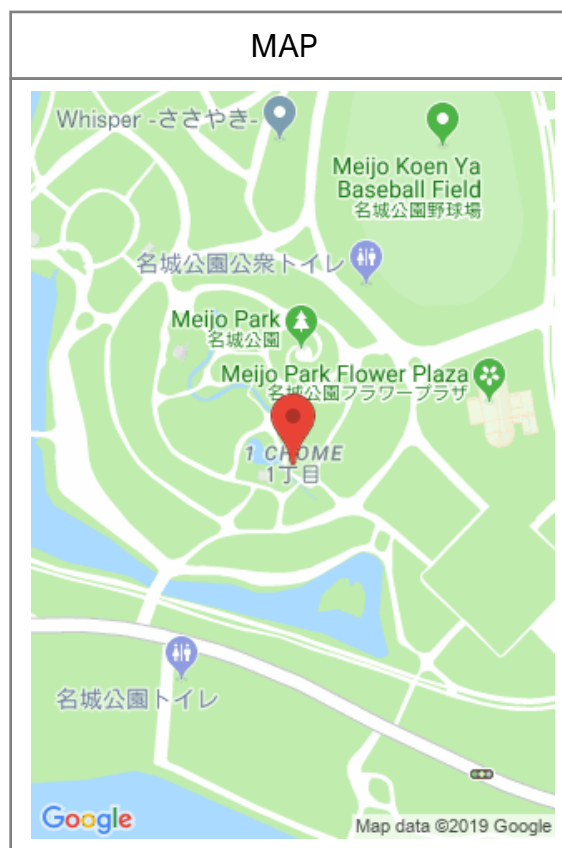 MAP
Whisper -ささやき-
Meijo Koen Ya
Baseball Field
名城公園野球場
名城公園公衆トイレ
Meijo Park
名城公園
Meijo Park Flower Plaza
名城公園フラワープラザ
1 CHOME
1丁目
名城公園トイレ
Google
Map data ©2019 Google